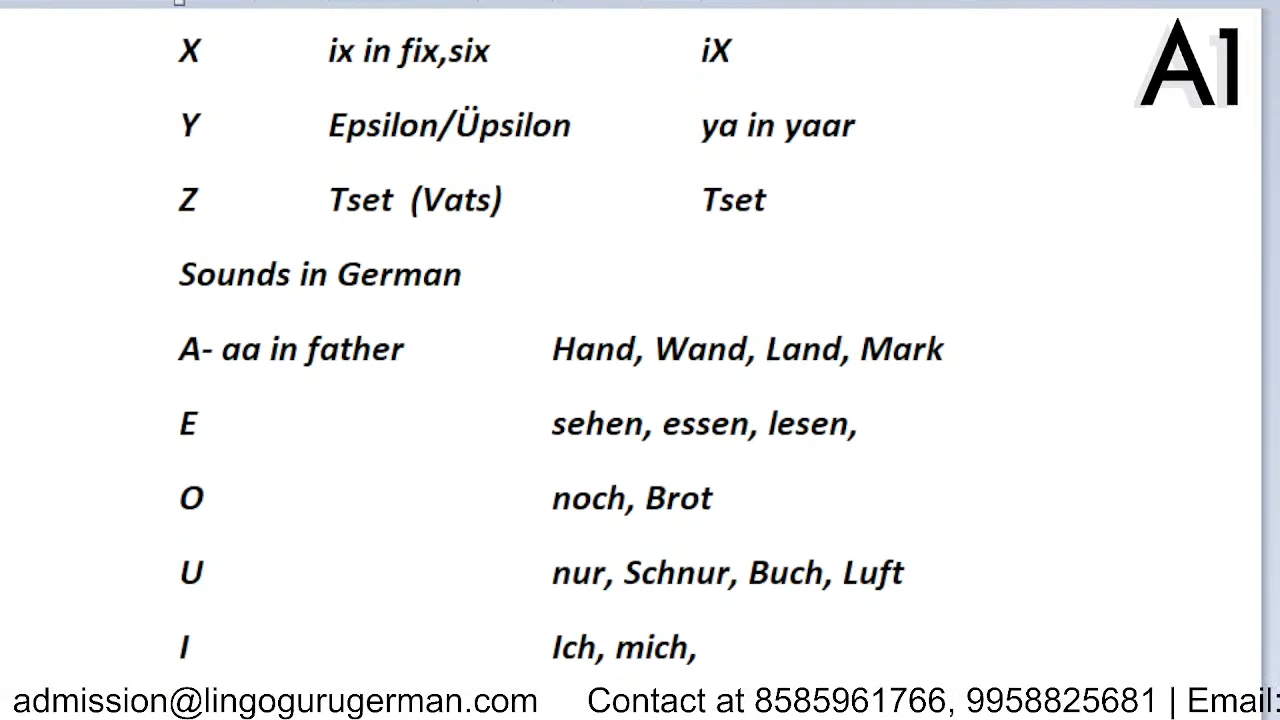 A1
X ix in fix,six iX
Y Epsilon/Üpsilon ya in yaar
Z Tset (Vats) Tset
Sounds in German
A- aa in father Hand, Wand, Land, Mark
E sehen, essen, lesen,
O noch, Brot
U nur, Schnur, Buch, Luft
I Ich, mich,
admission@lingogurugerman.com Contact at 8585961766, 9958825681 | Email: